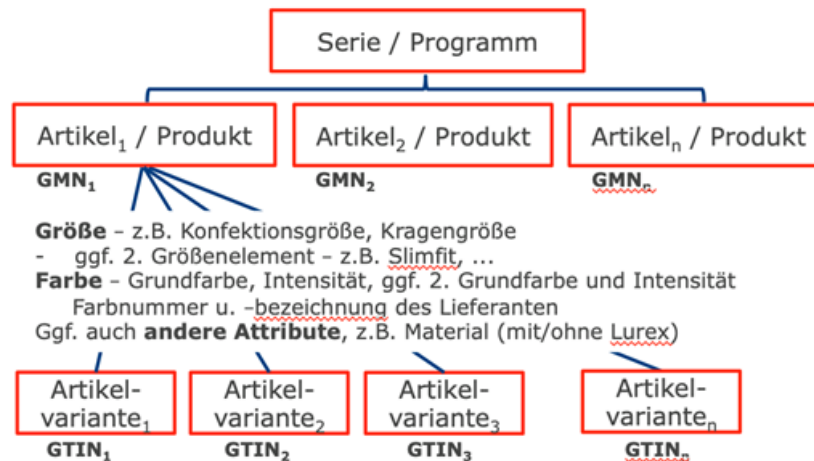 Serie / Programm
Artikel₁ / Produkt
Artikel₂ / Produkt
Artikelₙ / Produkt
GMN₁
GMN₂
GMNₙ
Größe – z.B. Konfektionsgröße, Kragengröße
- ggf. 2. Größenelement – z.B. Slimfit, ...
Farbe – Grundfarbe, Intensität, ggf. 2. Grundfarbe und Intensität
Farbnummer u. –bezeichnung des Lieferanten
Ggf. auch andere Attribute, z.B. Material (mit/ohne Lurex)
Artikel-
variante₁
Artikel-
variante₂
Artikel-
variante₃
Artikel-
varianteₙ
GTIN₁
GTIN₂
GTIN₃
GTINₙ